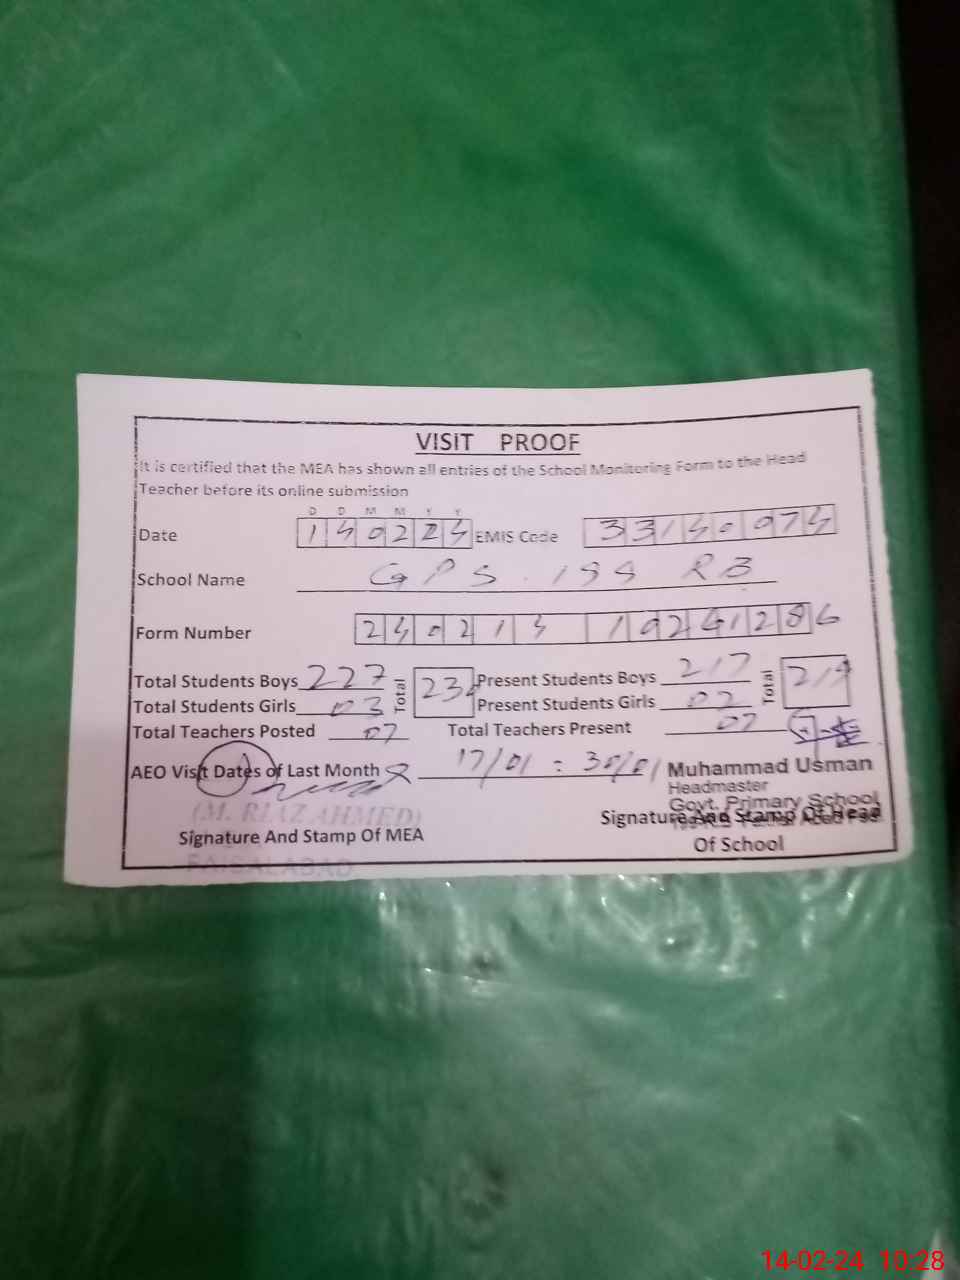 VISIT PROOF
It is certified that the MEA has shown all entries of the School Monitoring Form to the Head
Teacher before its online submission
D D M M Y Y
Date 140224 EMIS Code 33140074
School Name GPS. 199 RB
Form Number 240214 10241286
Total Students Boys 227 Total Present Students Boys 217 Total 219
Total Students Girls 03 Present Students Girls 02
Total Teachers Posted 07 Total Teachers Present 07
AEO Visit Dates of Last Month 17/01 : 30/01
Muhammad Usman
Headmaster
Govt. Primary School
(M. RIAZ AHMED)
Signature And Stamp Of MEA
Signature And Stamp Of Head
Of School
FAISALABAD
14-02-24 10:28